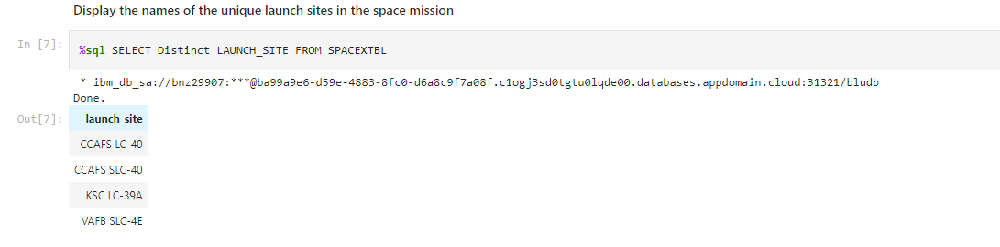 Display the names of the unique launch sites in the space mission
In [7]: %sql SELECT Distinct LAUNCH_SITE FROM SPACEXTBL
* ibm_db_sa://bnz29907:***@ba99a9e6-d59e-4883-8fc0-d6a8c9f7a08f.c1ogj3sd0tgtu0lqde00.databases.appdomain.cloud:31321/bludb
Done.
Out[7]: launch_site
CCAFS LC-40
CCAFS SLC-40
KSC LC-39A
VAFB SLC-4E